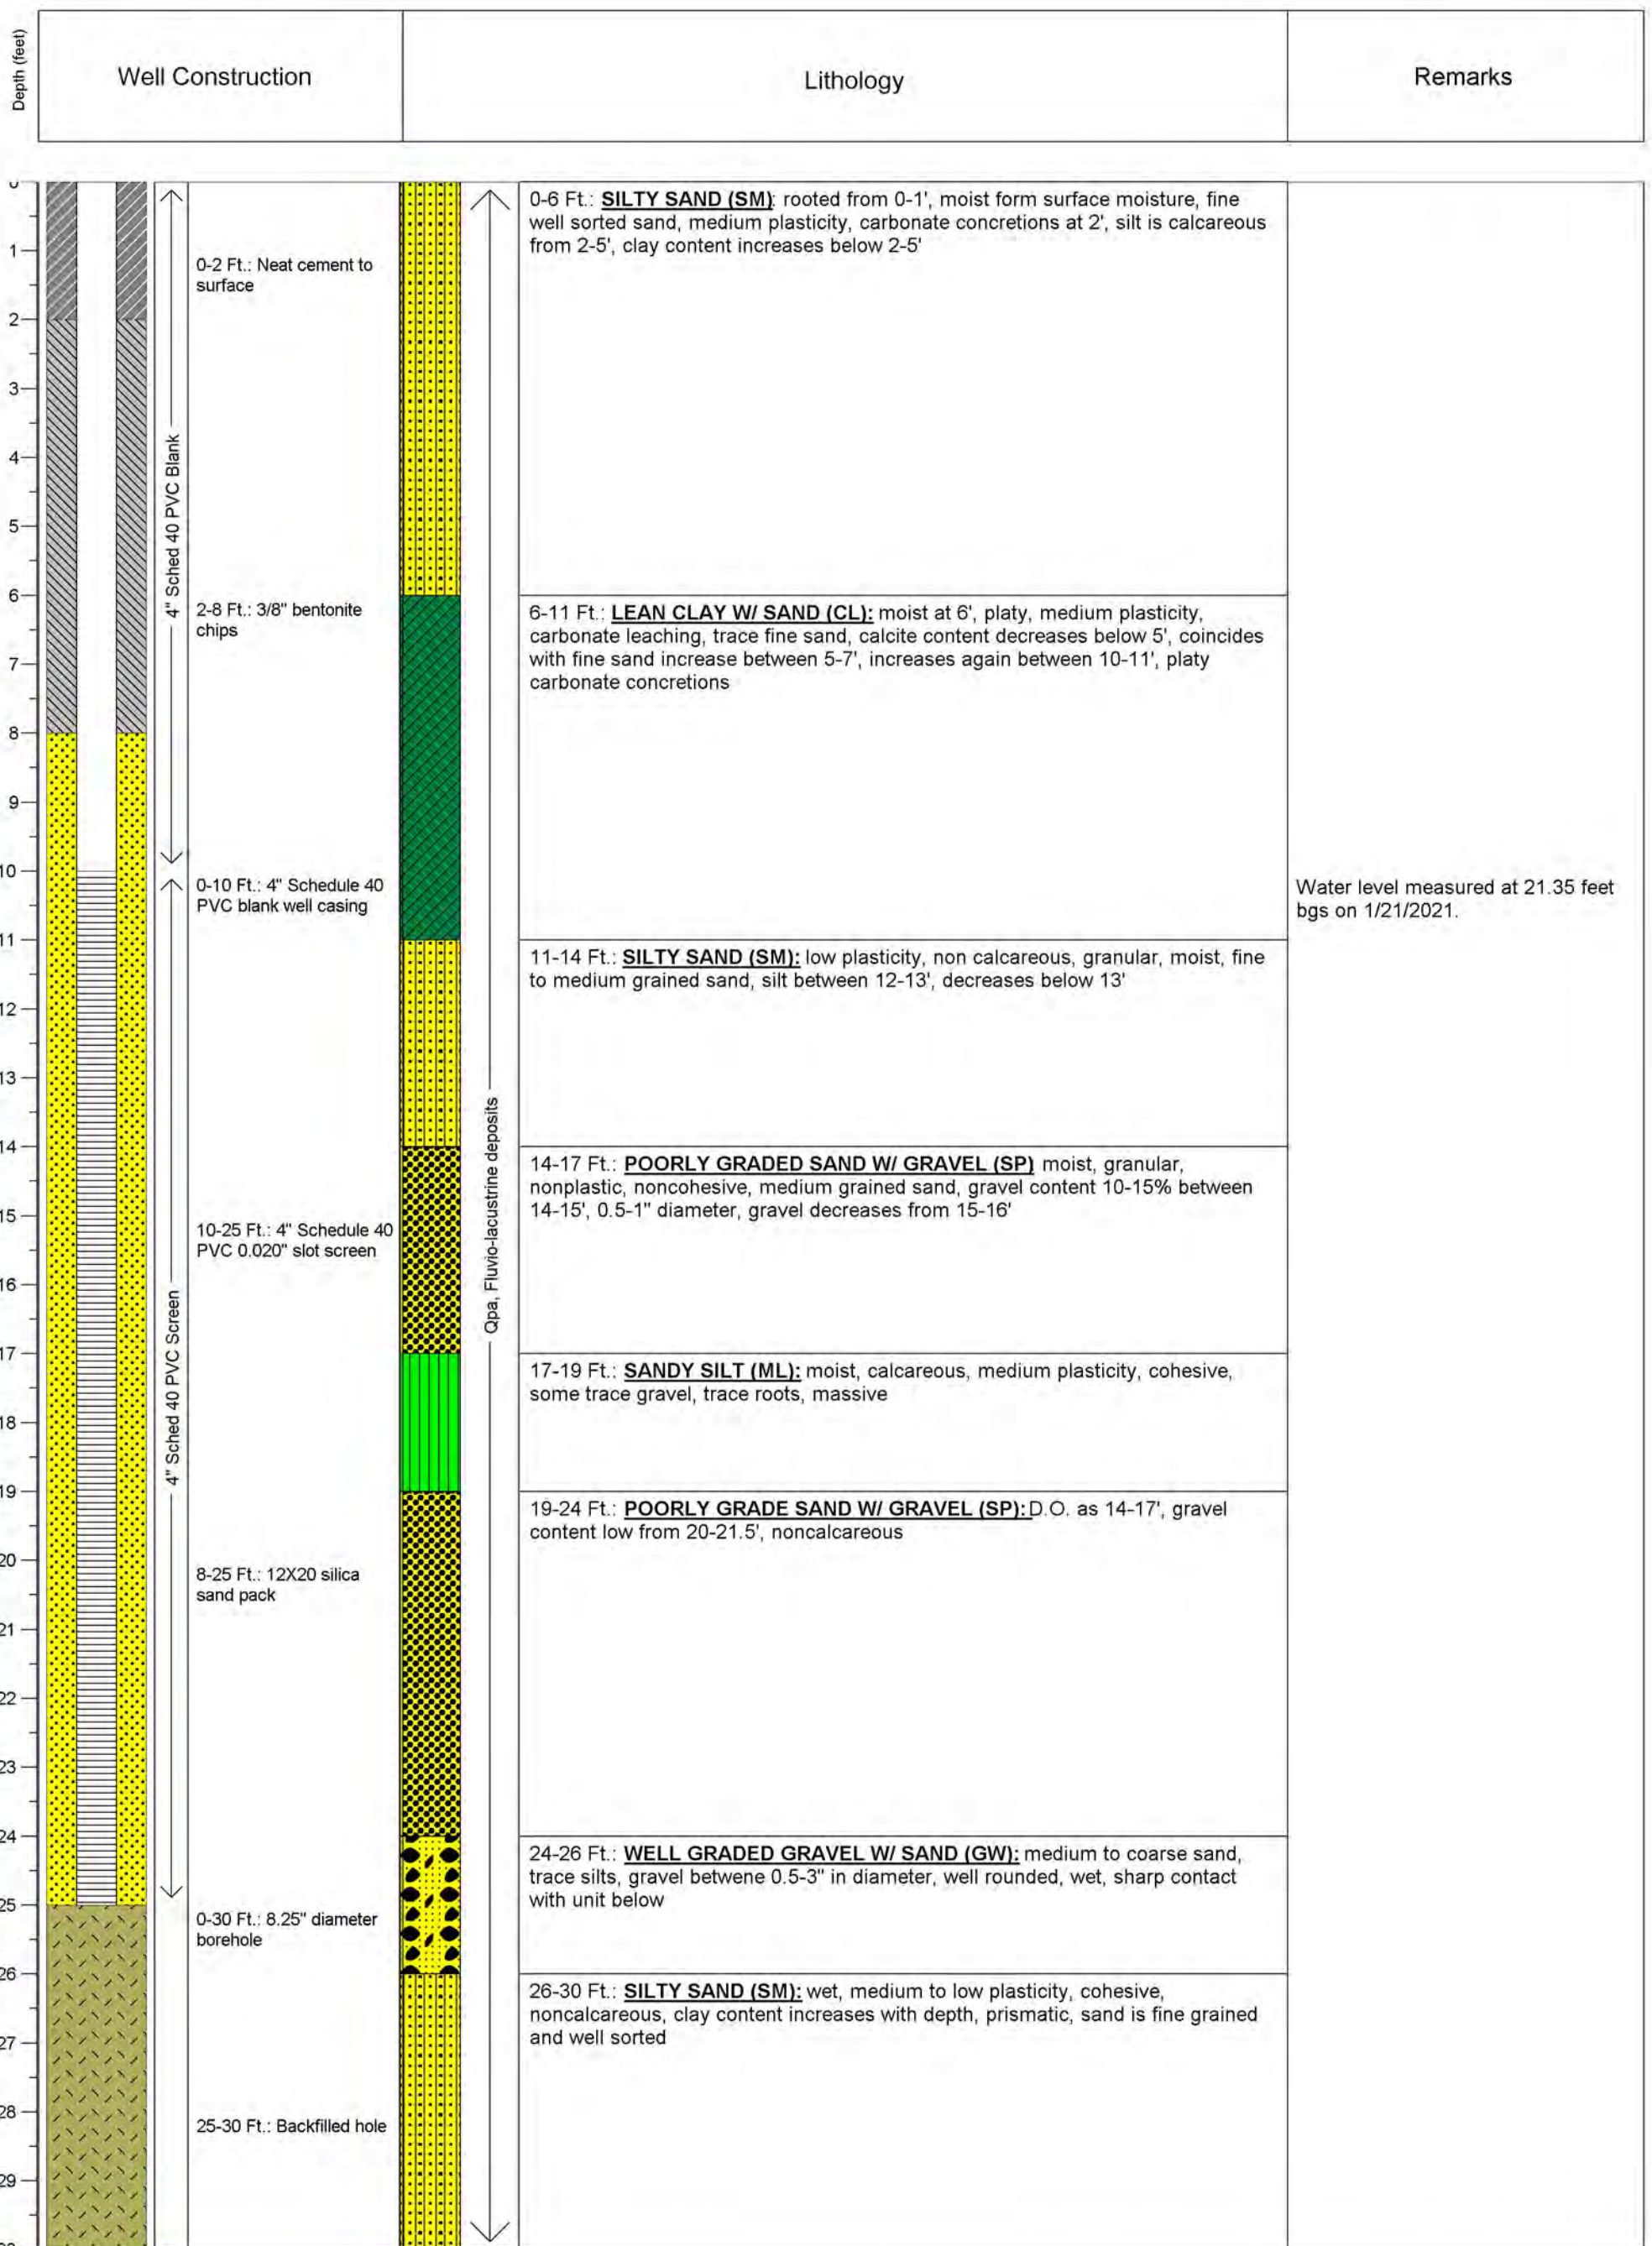 Depth (feet)
Well Construction
Lithology
Remarks
0
1
2
3
4
5
6
7
8
9
10
11
12
13
14
15
16
17
18
19
20
21
22
23
24
25
26
27
28
29
0-2 Ft.: Neat cement to
surface
2-8 Ft.: 3/8" bentonite
chips
0-10 Ft.: 4" Schedule 40
PVC blank well casing
10-25 Ft.: 4" Schedule 40
PVC 0.020" slot screen
8-25 Ft.: 12X20 silica
sand pack
0-30 Ft.: 8.25" diameter
borehole
25-30 Ft.: Backfilled hole
4" Sched 40 PVC Blank
4" Sched 40 PVC Screen
Qpa, Fluvio-lacustrine deposits
0-6 Ft.: SILTY SAND (SM): rooted from 0-1', moist form surface moisture, fine
well sorted sand, medium plasticity, carbonate concretions at 2', silt is calcareous
from 2-5', clay content increases below 2-5'
6-11 Ft.: LEAN CLAY W/ SAND (CL): moist at 6', platy, medium plasticity,
carbonate leaching, trace fine sand, calcite content decreases below 5', coincides
with fine sand increase between 5-7', increases again between 10-11', platy
carbonate concretions
11-14 Ft.: SILTY SAND (SM): low plasticity, non calcareous, granular, moist, fine
to medium grained sand, silt between 12-13', decreases below 13'
14-17 Ft.: POORLY GRADED SAND W/ GRAVEL (SP) moist, granular,
nonplastic, noncohesive, medium grained sand, gravel content 10-15% between
14-15', 0.5-1" diameter, gravel decreases from 15-16'
17-19 Ft.: SANDY SILT (ML): moist, calcareous, medium plasticity, cohesive,
some trace gravel, trace roots, massive
19-24 Ft.: POORLY GRADE SAND W/ GRAVEL (SP): D.O. as 14-17', gravel
content low from 20-21.5', noncalcareous
24-26 Ft.: WELL GRADED GRAVEL W/ SAND (GW): medium to coarse sand,
trace silts, gravel betwene 0.5-3" in diameter, well rounded, wet, sharp contact
with unit below
26-30 Ft.: SILTY SAND (SM): wet, medium to low plasticity, cohesive,
noncalcareous, clay content increases with depth, prismatic, sand is fine grained
and well sorted
Water level measured at 21.35 feet
bgs on 1/21/2021.